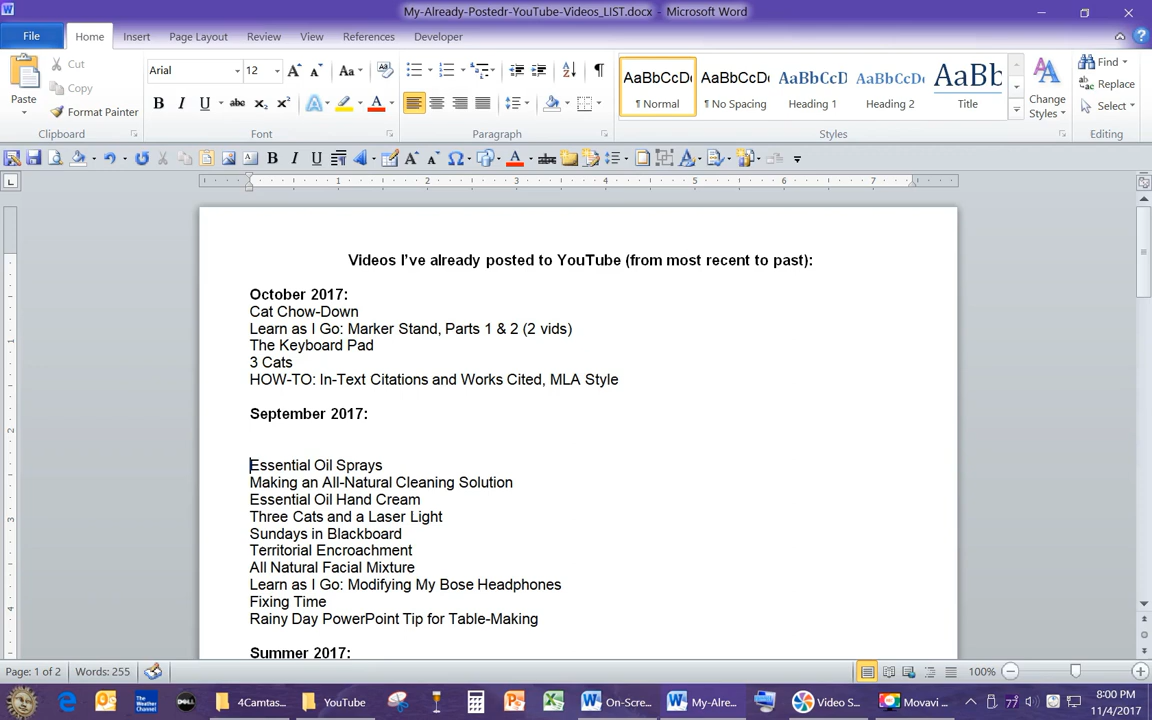 My-Already-Postedr-YouTube-Videos_LIST.docx - Microsoft Word
File Home Insert Page Layout Review View References Developer
Paste
Cut
Copy
Format Painter
Clipboard
Arial 12
Font
Paragraph
AaBbCcDc AaBbCcDc AaBbCcD AaBbCcDc AaBb
¶ Normal ¶ No Spacing Heading 1 Heading 2 Title
Change
Styles
Styles
Find
Replace
Select
Editing
1 2 3 4 5 6 7
Videos I've already posted to YouTube (from most recent to past):
October 2017:
Cat Chow-Down
Learn as I Go: Marker Stand, Parts 1 & 2 (2 vids)
The Keyboard Pad
3 Cats
HOW-TO: In-Text Citations and Works Cited, MLA Style
September 2017:
Essential Oil Sprays
Making an All-Natural Cleaning Solution
Essential Oil Hand Cream
Three Cats and a Laser Light
Sundays in Blackboard
Territorial Encroachment
All Natural Facial Mixture
Learn as I Go: Modifying My Bose Headphones
Fixing Time
Rainy Day PowerPoint Tip for Table-Making
Summer 2017:
Page: 1 of 2 Words: 255 100%
4Camtas... YouTube On-Scre... My-Alre... Video S... Movavi ...
8:00 PM
11/4/2017